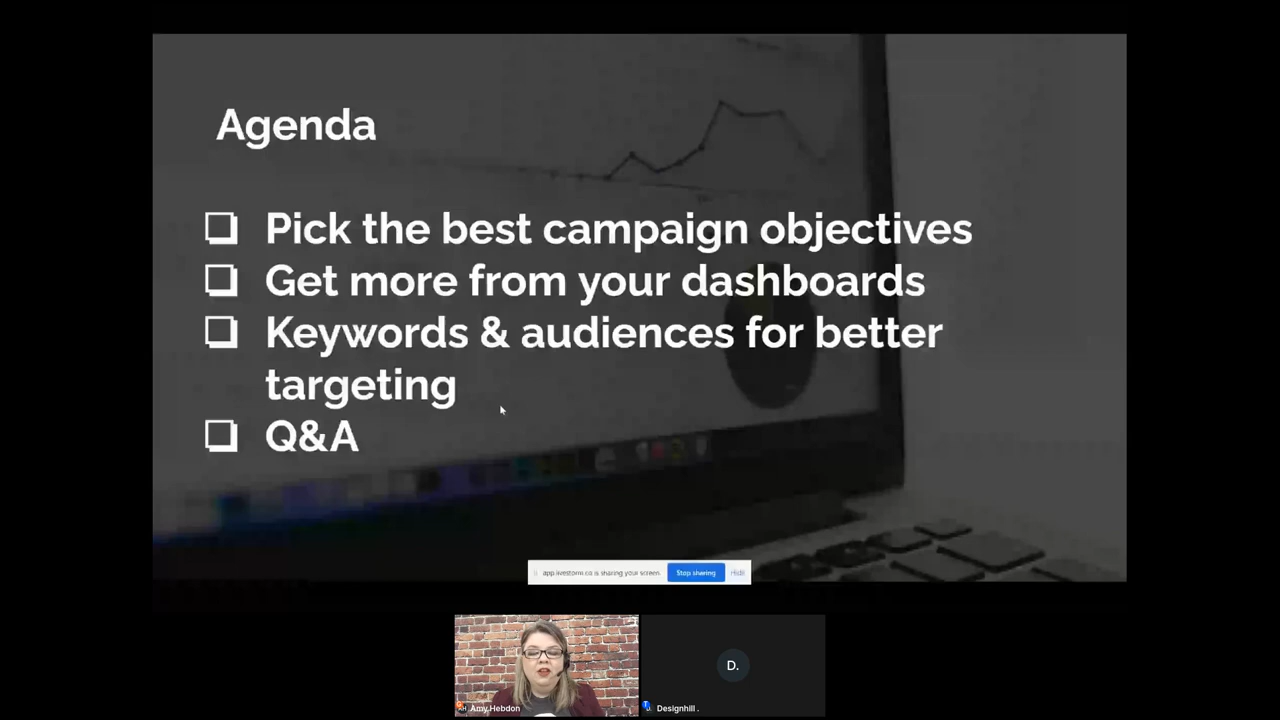 Agenda
Pick the best campaign objectives
Get more from your dashboards
Keywords & audiences for better
targeting
Q&A
app.livestorm.co is sharing your screen. Stop sharing Hide
D.
Amy Hebdon
Designhill .